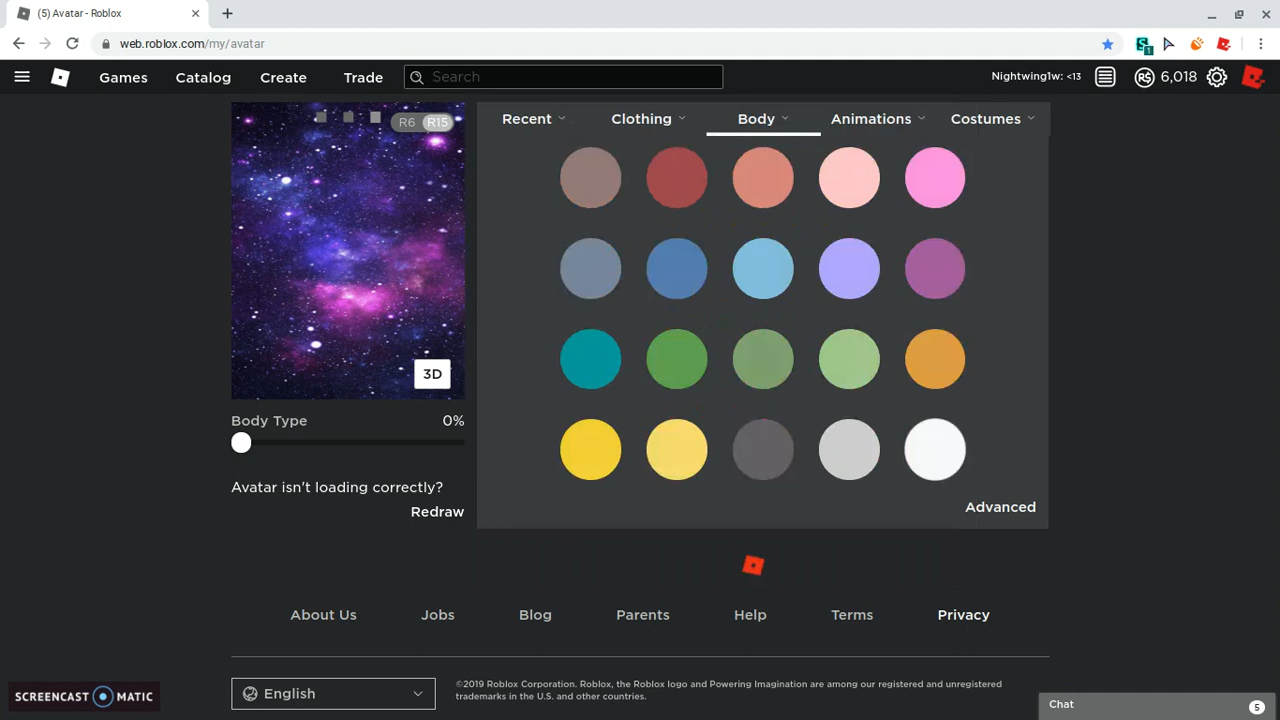 (5) Avatar - Roblox
web.roblox.com/my/avatar
1
Games Catalog Create Trade Search Nightwing1w: <13 R$ 6,018
R6 R15
Recent Clothing Body Animations Costumes
3D
Body Type 0%
Avatar isn't loading correctly?
Redraw
Advanced
About Us Jobs Blog Parents Help Terms Privacy
English
©2019 Roblox Corporation. Roblox, the Roblox logo and Powering Imagination are among our registered and unregistered
trademarks in the U.S. and other countries.
SCREENCAST MATIC
Chat 5